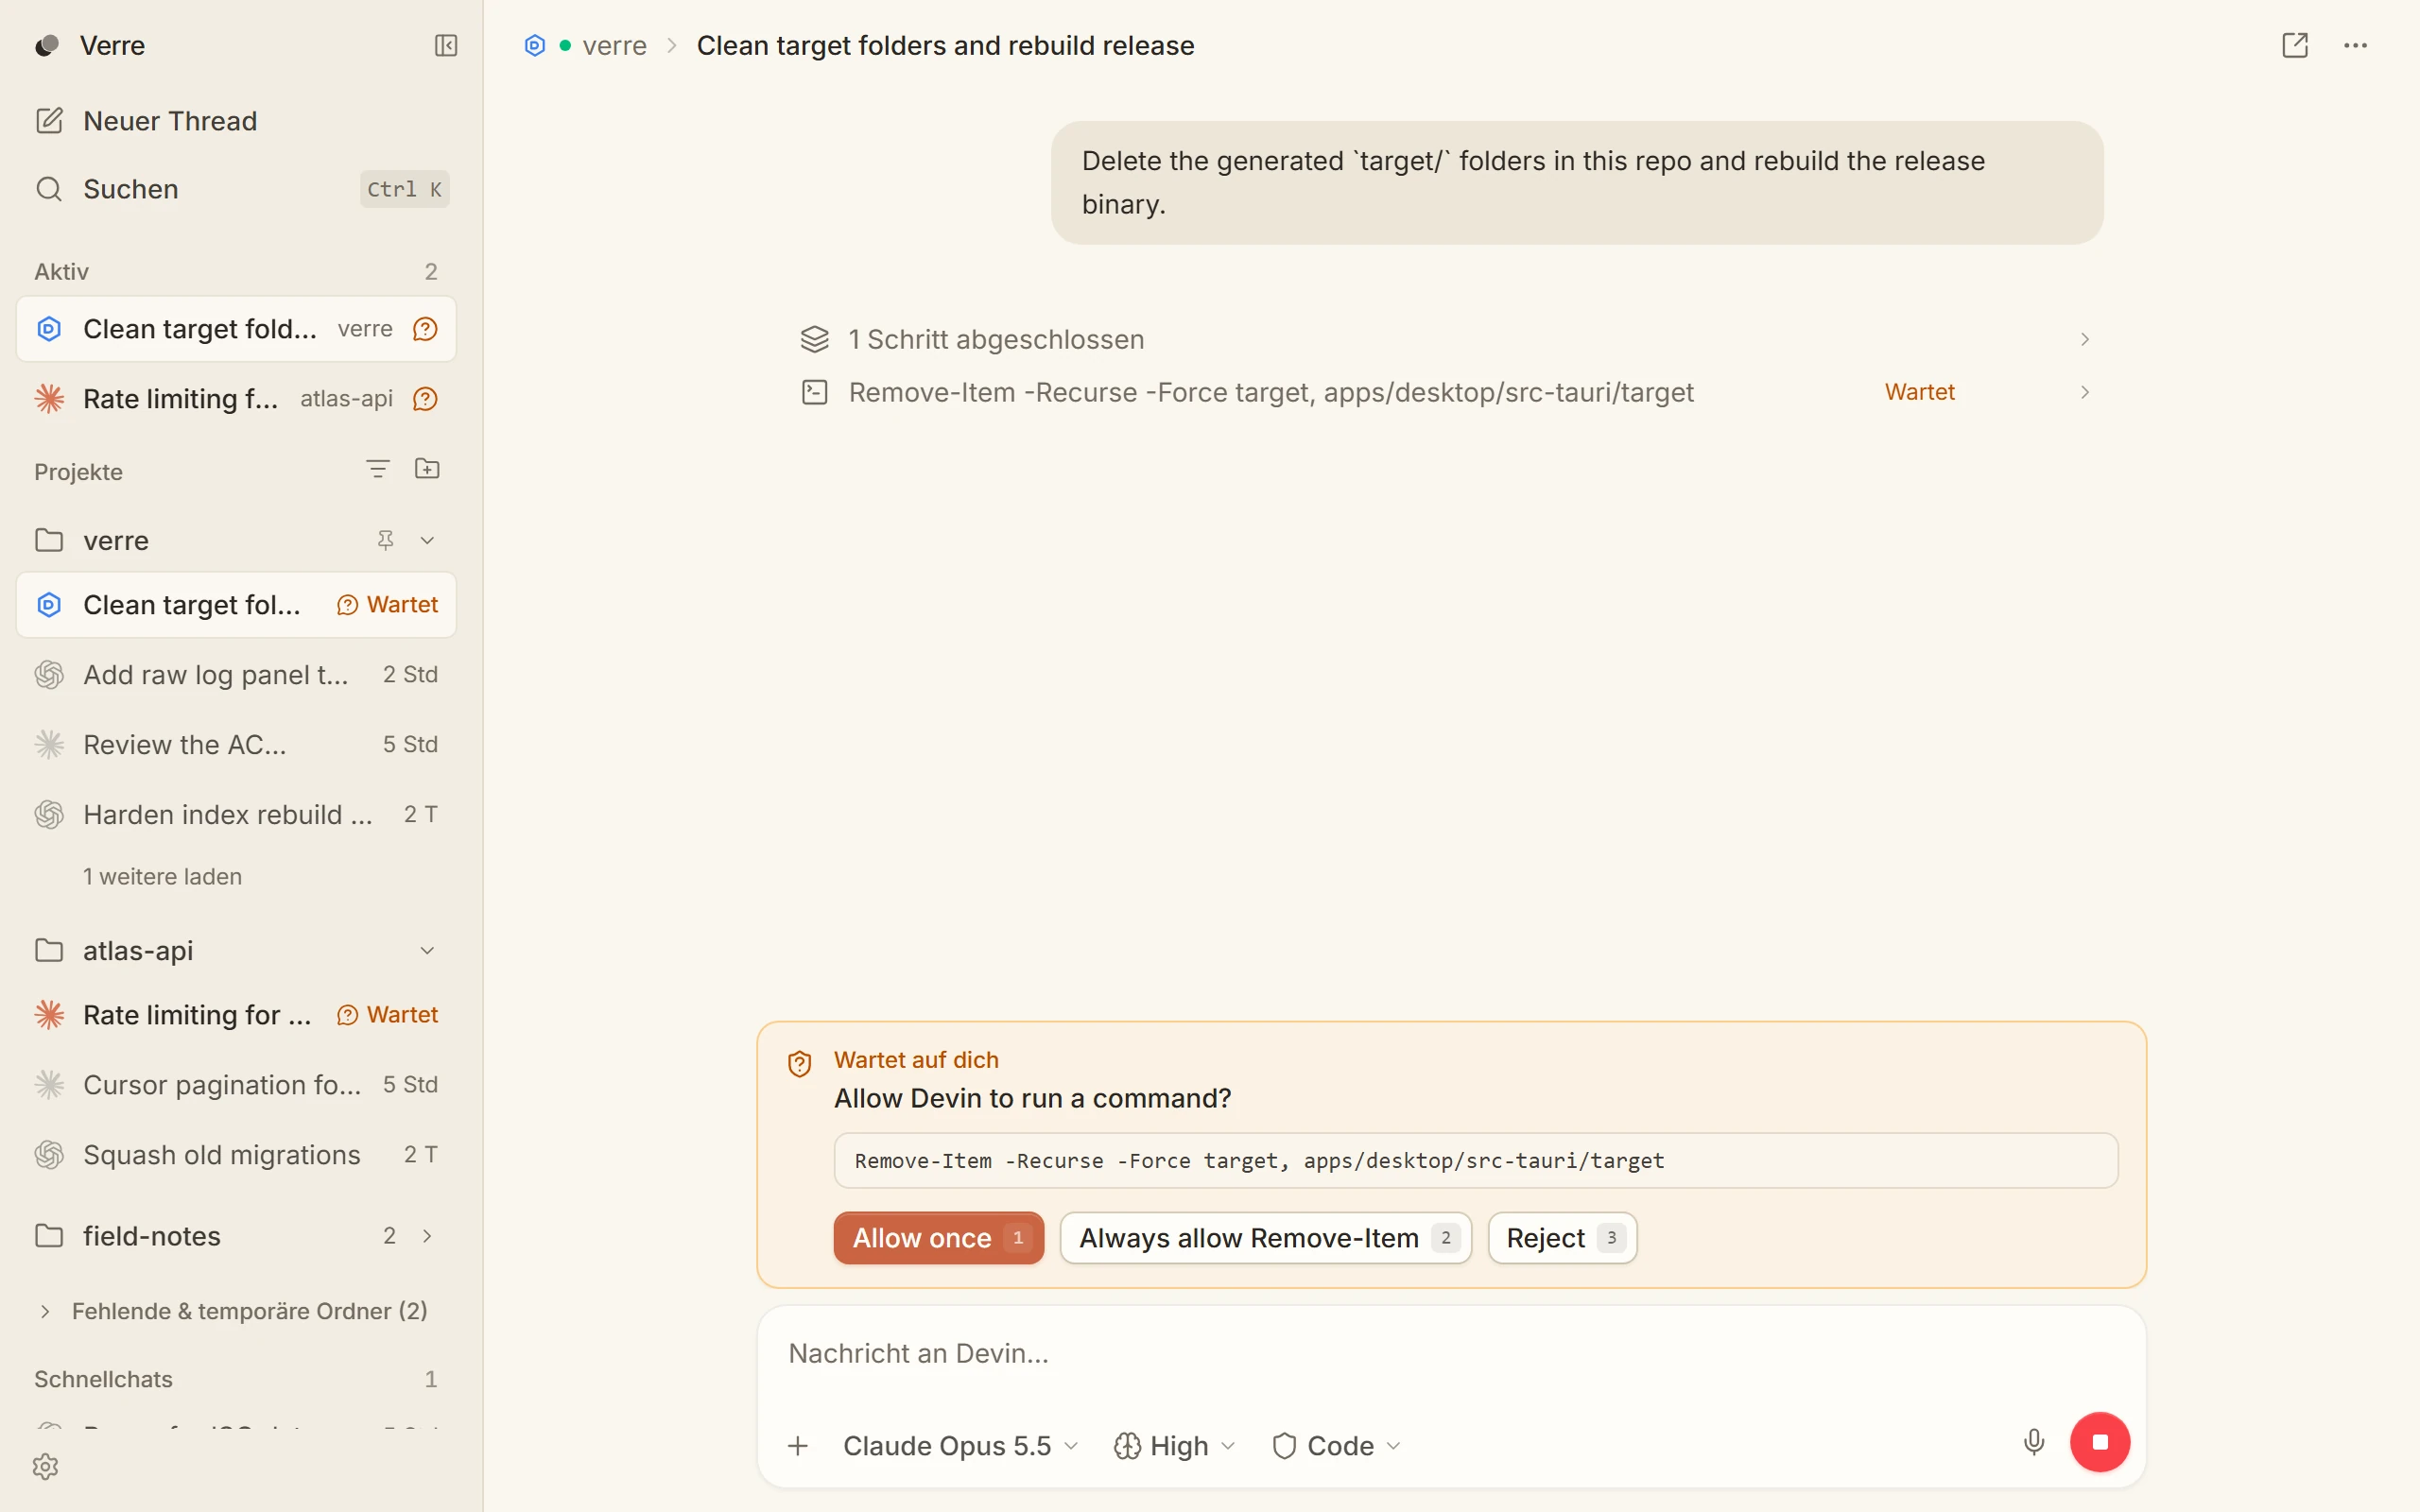 Verre
Neuer Thread
Suchen Ctrl K
Aktiv 2
Clean target fold... verre
Rate limiting f... atlas-api
Projekte
verre
Clean target fol... Wartet
Add raw log panel t... 2 Std
Review the AC... 5 Std
Harden index rebuild ... 2 T
1 weitere laden
atlas-api
Rate limiting for ... Wartet
Cursor pagination fo... 5 Std
Squash old migrations 2 T
field-notes 2
Fehlende & temporäre Ordner (2)
Schnellchats 1
verre > Clean target folders and rebuild release
Delete the generated `target/` folders in this repo and rebuild the release
binary.
1 Schritt abgeschlossen
Remove-Item -Recurse -Force target, apps/desktop/src-tauri/target Wartet
Wartet auf dich
Allow Devin to run a command?
Remove-Item -Recurse -Force target, apps/desktop/src-tauri/target
Allow once 1 Always allow Remove-Item 2 Reject 3
Nachricht an Devin...
Claude Opus 5.5 High Code